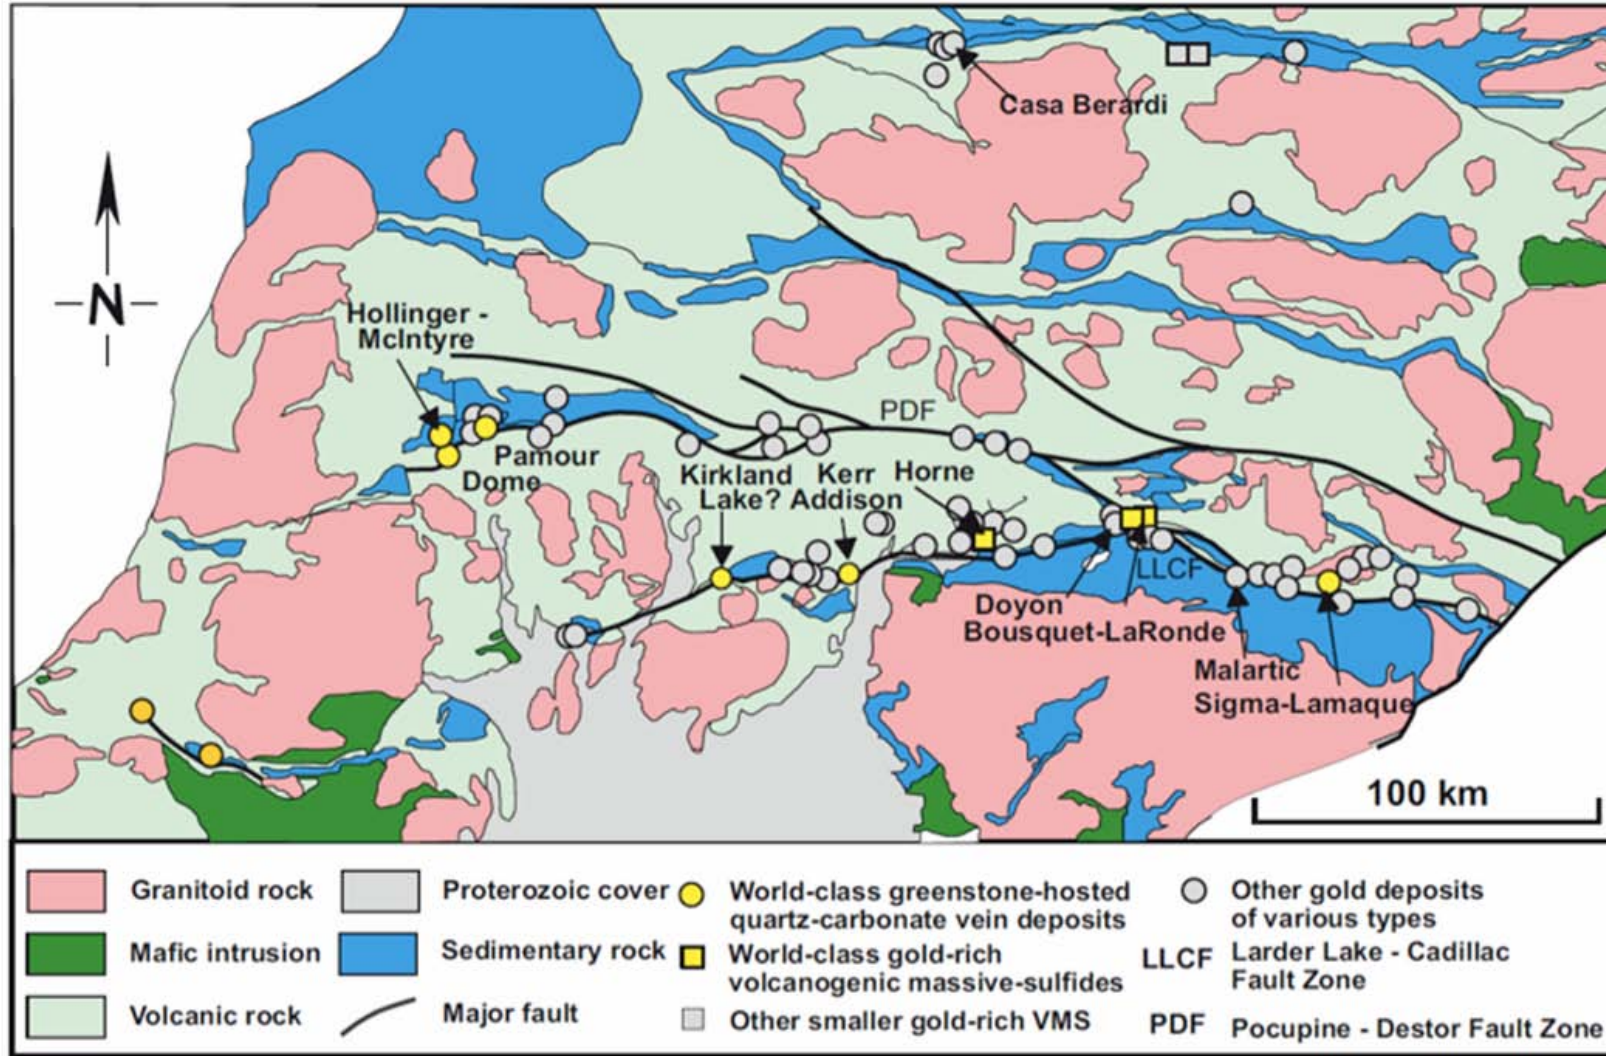 Casa Berardi
N
Hollinger -
McIntyre
PDF
Pamour
Dome
Kirkland
Lake?
Kerr
Addison
Horne
LLCF
Doyon
Bousquet-LaRonde
Malartic
Sigma-Lamaque
100 km
Granitoid rock
Mafic intrusion
Volcanic rock
Proterozoic cover
Sedimentary rock
Major fault
World-class greenstone-hosted
quartz-carbonate vein deposits
World-class gold-rich
volcanogenic massive-sulfides
Other smaller gold-rich VMS
Other gold deposits
of various types
LLCF Larder Lake - Cadillac
Fault Zone
PDF Pocupine - Destor Fault Zone